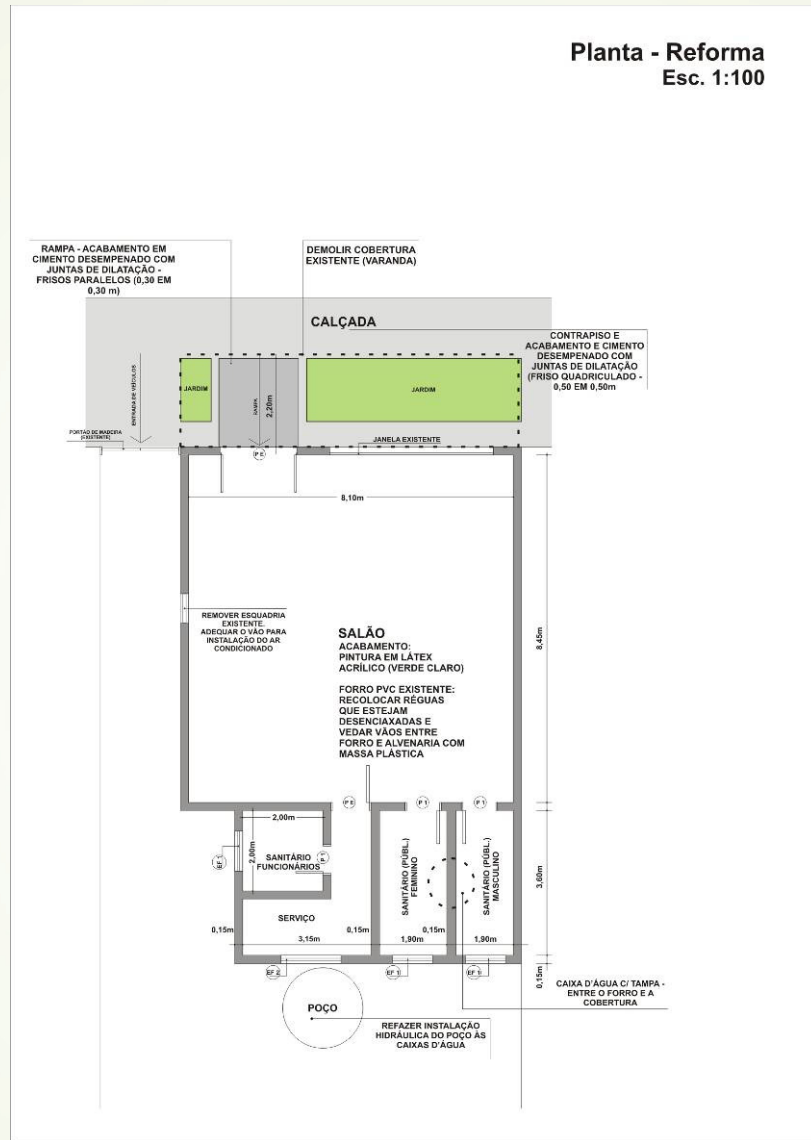 Planta - Reforma
Esc. 1:100
RAMPA - ACABAMENTO EM
CIMENTO DESEMPENADO COM
JUNTAS DE DILATAÇÃO -
FRISOS PARALELOS (0,30 EM
0,30 m)
DEMOLIR COBERTURA
EXISTENTE (VARANDA)
CALÇADA
CONTRAPISO E
ACABAMENTO E CIMENTO
DESEMPENADO COM
JUNTAS DE DILATAÇÃO
(FRISO QUADRICULADO -
0,50 EM 0,50m
ENTRADA DE VEÍCULOS
JARDIM
RAMPA
2,20m
JARDIM
PORTÃO DE MADEIRA
(EXISTENTE)
JANELA EXISTENTE
P E
8,10m
8,45m
REMOVER ESQUADRIA
EXISTENTE.
ADEQUAR O VÃO PARA
INSTALAÇÃO DO AR
CONDICIONADO
SALÃO
ACABAMENTO:
PINTURA EM LÁTEX
ACRÍLICO (VERDE CLARO)
FORRO PVC EXISTENTE:
RECOLOCAR RÉGUAS
QUE ESTEJAM
DESENCIAXADAS E
VEDAR VÃOS ENTRE
FORRO E ALVENARIA COM
MASSA PLÁSTICA
P E
P 1
P 1
2,00m
2,00m
SANITÁRIO
FUNCIONÁRIOS
P 1
EF 1
SANITÁRIO (PÚBL.)
FEMININO
SANITÁRIO (PÚBL.)
MASCULINO
3,60m
SERVIÇO
0,15m
3,15m
0,15m
1,90m
0,15m
1,90m
EF 2
EF 1
EF 1
0,15m
CAIXA D'ÁGUA C/ TAMPA -
ENTRE O FORRO E A
COBERTURA
POÇO
REFAZER INSTALAÇÃO
HIDRÁULICA DO POÇO ÀS
CAIXAS D'ÁGUA